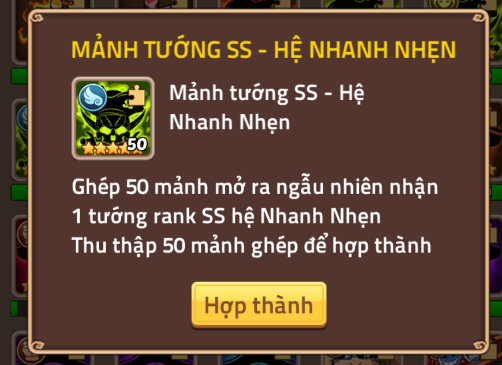 MẢNH TƯỚNG SS - HỆ NHANH NHẸN
Mảnh tướng SS - Hệ
Nhanh Nhẹn
50
Ghép 50 mảnh mở ra ngẫu nhiên nhận
1 tướng rank SS hệ Nhanh Nhẹn
Thu thập 50 mảnh ghép để hợp thành
Hợp thành